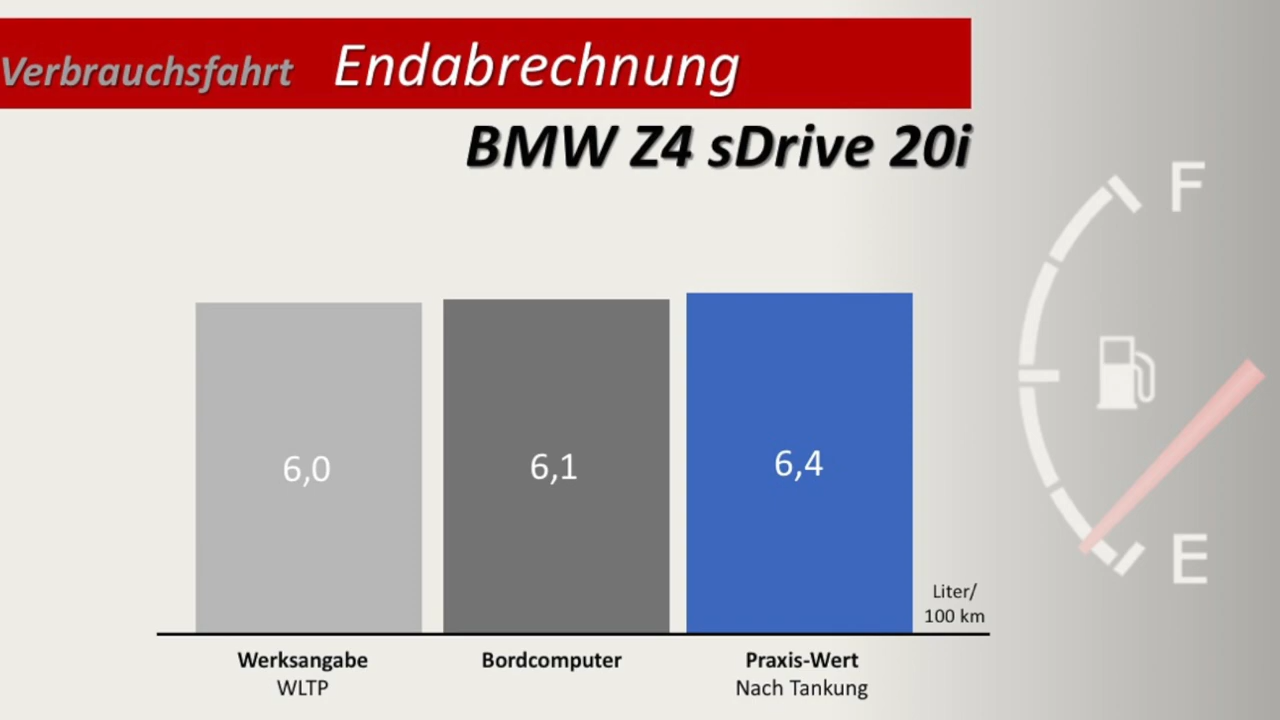 Verbrauchsfahrt Endabrechnung
BMW Z4 sDrive 20i
F
6,0 6,1 6,4
E
Liter/
100 km
Werksangabe Bordcomputer Praxis-Wert
WLTP Nach Tankung